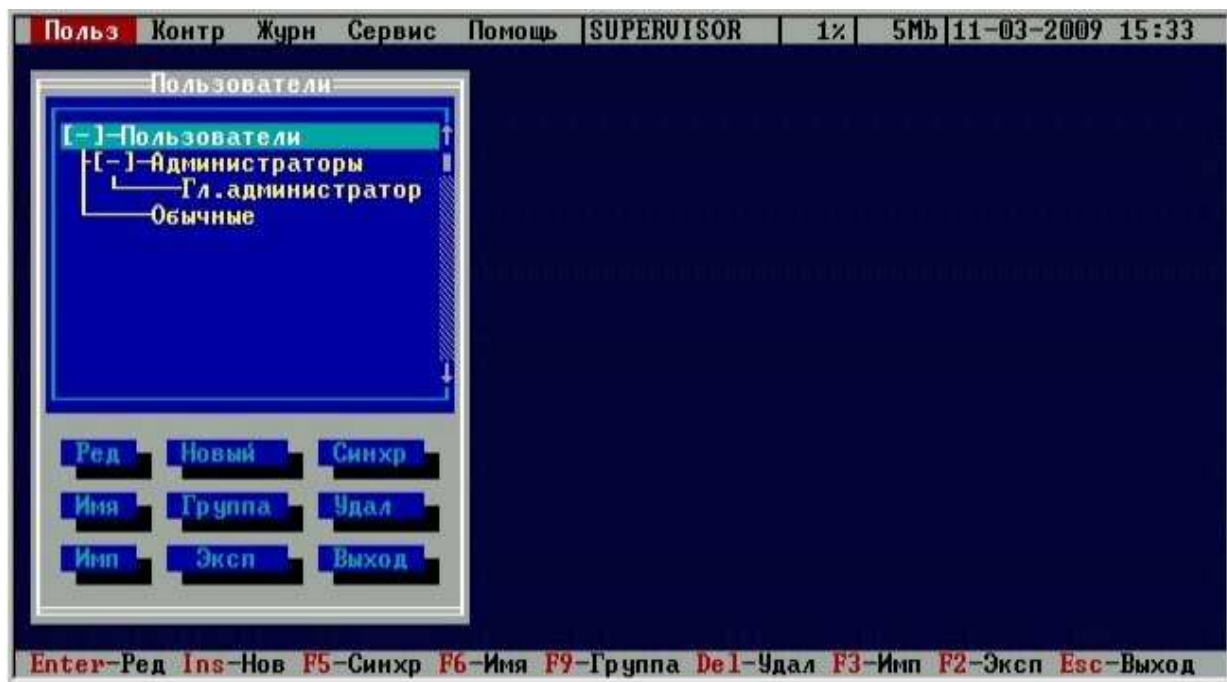 Польз Контр Журн Сервис Помощь SUPERVISOR 1% 5Mb 11-03-2009 15:33
Пользователи
[-]-Пользователи
[-]-Администраторы
Гл.администратор
Обычные
Ред Новый Синхр
Имя Группа Удал
Имп Эксп Выход
Enter-Ред Ins-Нов F5-Синхр F6-Имя F9-Группа Del-Удал F3-Имп F2-Эксп Esc-Выход